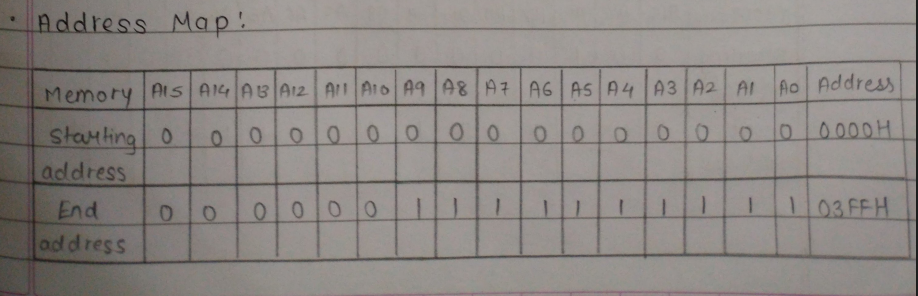 • Address Map:
Memory A15 A14 A13 A12 A11 A10 A9 A8 A7 A6 A5 A4 A3 A2 A1 A0 Address
Starting 0 0 0 0 0 0 0 0 0 0 0 0 0 0 0 0 0000H
address
End 0 0 0 0 0 0 1 1 1 1 1 1 1 1 1 1 03FFH
address